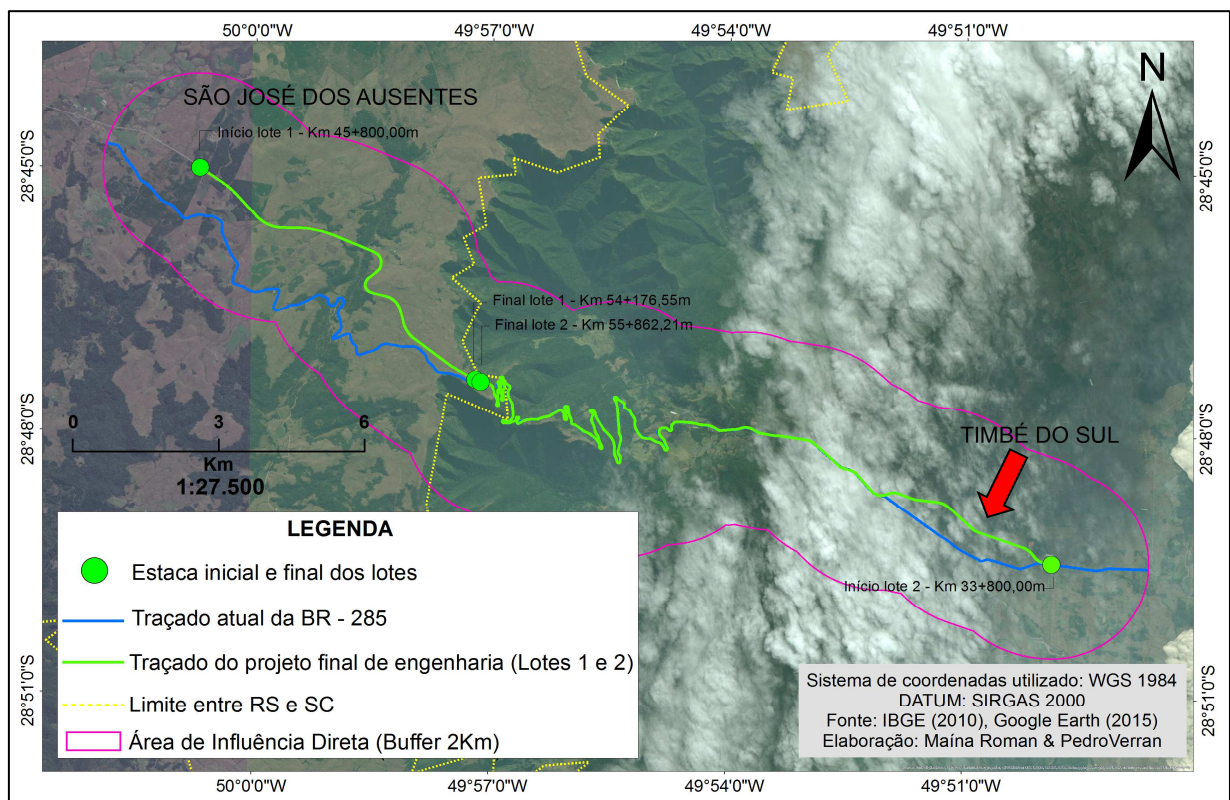 50°0'0"W
49°57'0"W
49°54'0"W
49°51'0"W
N
SÃO JOSÉ DOS AUSENTES
Início lote 1 - Km 45+800,00m
28°45'0"S
28°45'0"S
Final lote 1 - Km 54+176,55m
Final lote 2 - Km 55+862,21m
28°48'0"S
28°48'0"S
0
3
6
Km
1:27.500
TIMBÉ DO SUL
Início lote 2 - Km 33+800,00m
LEGENDA
Estaca inicial e final dos lotes
Traçado atual da BR - 285
Traçado do projeto final de engenharia (Lotes 1 e 2)
Limite entre RS e SC
Área de Influência Direta (Buffer 2Km)
28°51'0"S
28°51'0"S
Sistema de coordenadas utilizado: WGS 1984
DATUM: SIRGAS 2000
Fonte: IBGE (2010), Google Earth (2015)
Elaboração: Maína Roman & PedroVerran
50°0'0"W
49°57'0"W
49°54'0"W
49°51'0"W